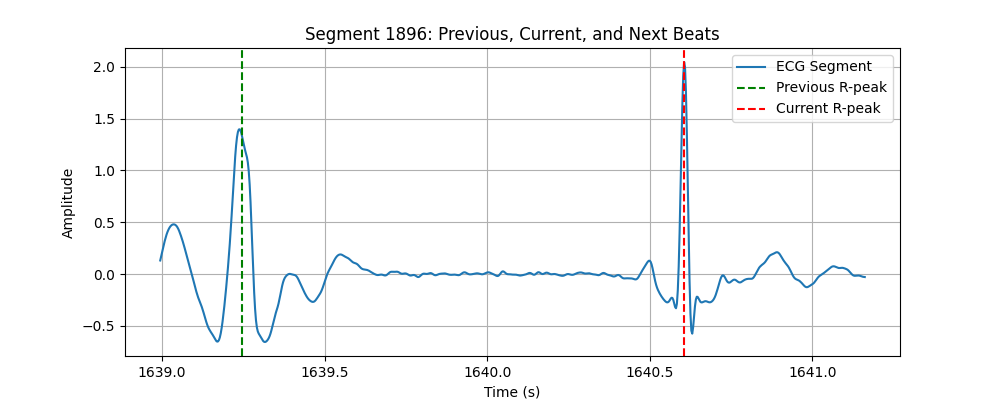 Segment 1896: Previous, Current, and Next Beats
ECG Segment
Previous R-peak
Current R-peak
Amplitude
2.0
1.5
1.0
0.5
0.0
−0.5
1639.0 1639.5 1640.0 1640.5 1641.0
Time (s)